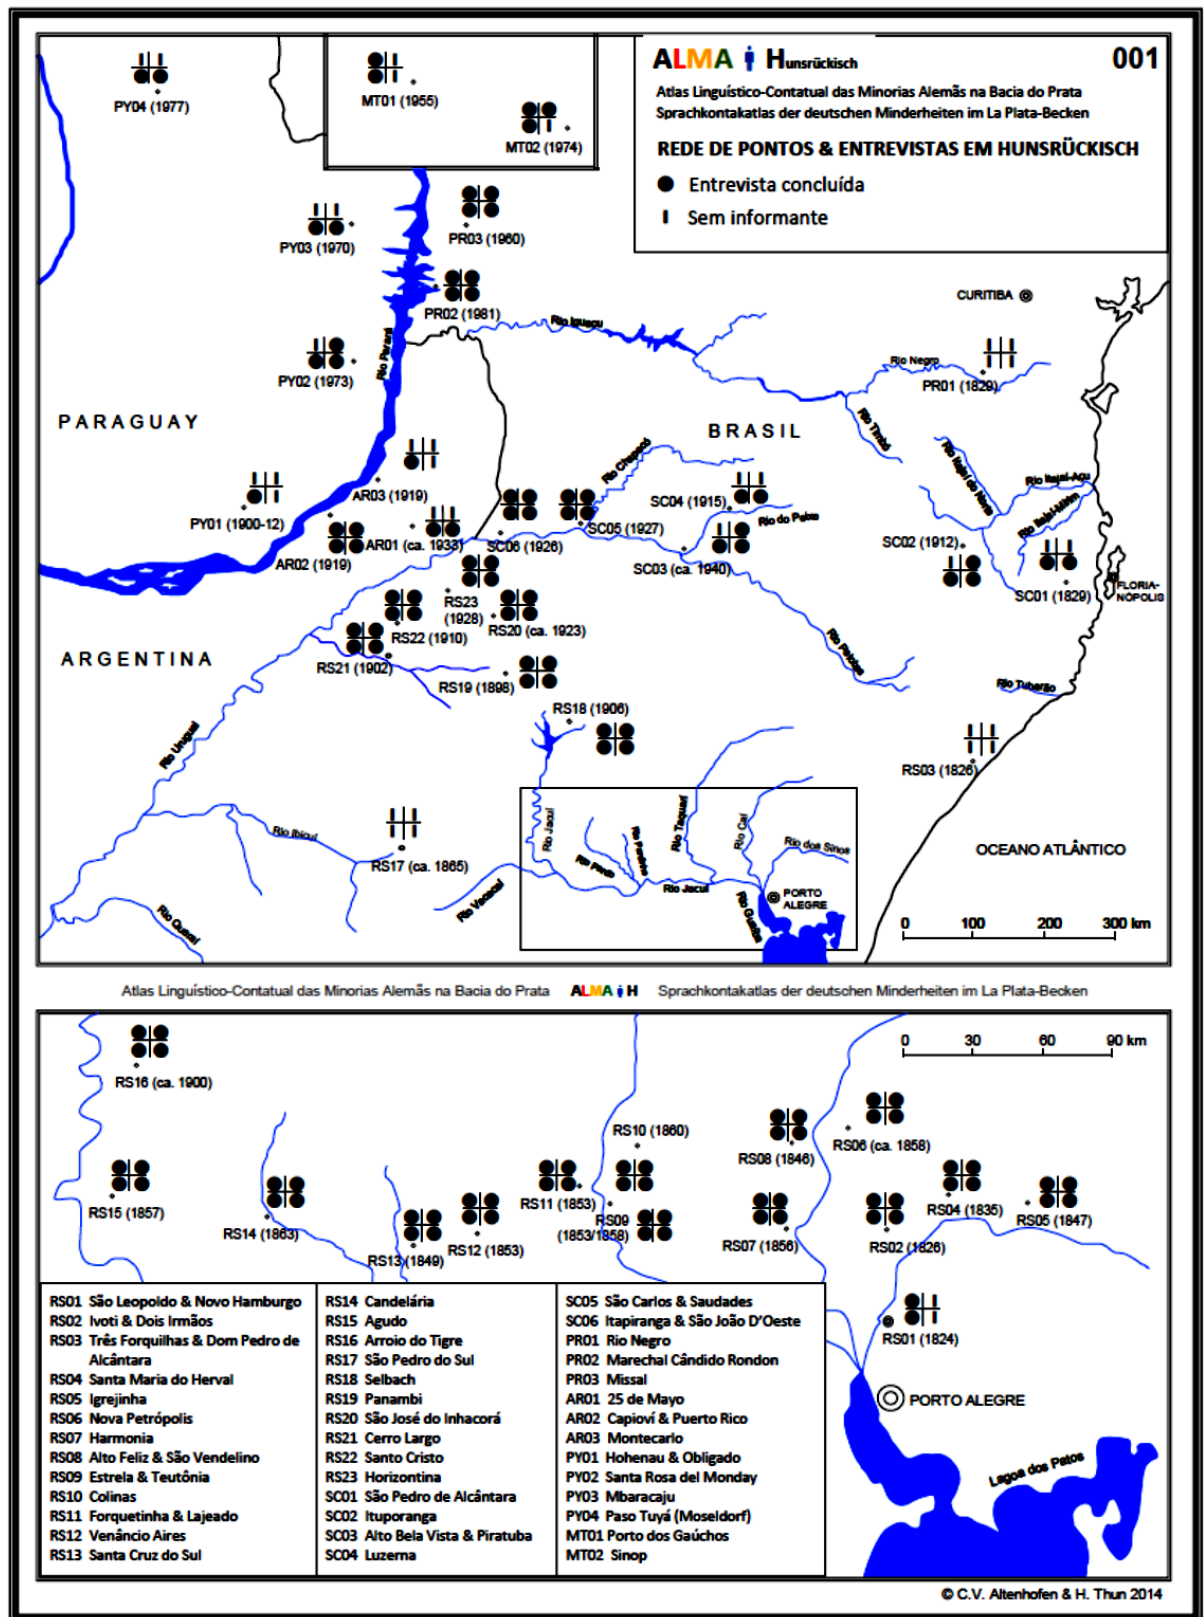 ALMA Hunsrückisch 001
Atlas Linguístico-Contatual das Minorias Alemãs na Bacia do Prata
Sprachkontakatlas der deutschen Minderheiten im La Plata-Becken
REDE DE PONTOS & ENTREVISTAS EM HUNSRÜCKISCH
Entrevista concluída
Sem informante
PY04 (1977)
MT01 (1955)
MT02 (1974)
PY03 (1970)
PR03 (1960)
PR02 (1981)
CURITIBA
Rio Iguaçu
Rio Paraná
PY02 (1973)
Rio Negro
PR01 (1829)
PARAGUAY
BRASIL
Rio Timbó
Rio Chapecó
Rio Itajaí do Norte
Rio Itajaí-Açu
Rio Itajaí-Mirim
AR03 (1919)
PY01 (1900-12)
SC04 (1915)
Rio do Peixe
SC05 (1927)
AR01 (ca. 1933)
SC06 (1926)
SC02 (1912)
AR02 (1919)
SC03 (ca. 1940)
SC01 (1829)
FLORIA-
NÓPOLIS
RS23
(1928)
RS20 (ca. 1923)
RS22 (1910)
ARGENTINA
RS21 (1902)
RS19 (1898)
Rio Pelotas
Rio Tubarão
RS18 (1906)
Rio Uruguai
RS03 (1826)
Rio Ibicuí
RS17 (ca. 1865)
Rio Jacuí
Rio Pardo
Rio Pardinho
Rio Taquari
Rio Caí
Rio dos Sinos
OCEANO ATLÂNTICO
Rio Vacacaí
Rio Jacuí
Rio Guaíba
PORTO
ALEGRE
Rio Quaraí
0 100 200 300 km
Atlas Linguístico-Contatual das Minorias Alemãs na Bacia do Prata ALMA H Sprachkontakatlas der deutschen Minderheiten im La Plata-Becken
0 30 60 90 km
RS16 (ca. 1900)
RS10 (1860)
RS08 (1846)
RS06 (ca. 1858)
RS15 (1857)
RS14 (1863)
RS11 (1853)
RS09
(1853/1858)
RS04 (1835)
RS05 (1847)
RS13 (1849)
RS12 (1853)
RS07 (1856)
RS02 (1826)
RS01 (1824)
PORTO ALEGRE
Lagoa dos Patos
RS01 São Leopoldo & Novo Hamburgo
RS02 Ivoti & Dois Irmãos
RS03 Três Forquilhas & Dom Pedro de
Alcântara
RS04 Santa Maria do Herval
RS05 Igrejinha
RS06 Nova Petrópolis
RS07 Harmonia
RS08 Alto Feliz & São Vendelino
RS09 Estrela & Teutônia
RS10 Colinas
RS11 Forquetinha & Lajeado
RS12 Venâncio Aires
RS13 Santa Cruz do Sul
RS14 Candelária
RS15 Agudo
RS16 Arroio do Tigre
RS17 São Pedro do Sul
RS18 Selbach
RS19 Panambi
RS20 São José do Inhacorá
RS21 Cerro Largo
RS22 Santo Cristo
RS23 Horizontina
SC01 São Pedro de Alcântara
SC02 Ituporanga
SC03 Alto Bela Vista & Piratuba
SC04 Luzerna
SC05 São Carlos & Saudades
SC06 Itapiranga & São João D'Oeste
PR01 Rio Negro
PR02 Marechal Cândido Rondon
PR03 Missal
AR01 25 de Mayo
AR02 Capioví & Puerto Rico
AR03 Montecarlo
PY01 Hohenau & Obligado
PY02 Santa Rosa del Monday
PY03 Mbaracaju
PY04 Paso Tuyá (Moseldorf)
MT01 Porto dos Gaúchos
MT02 Sinop
© C.V. Altenhofen & H. Thun 2014